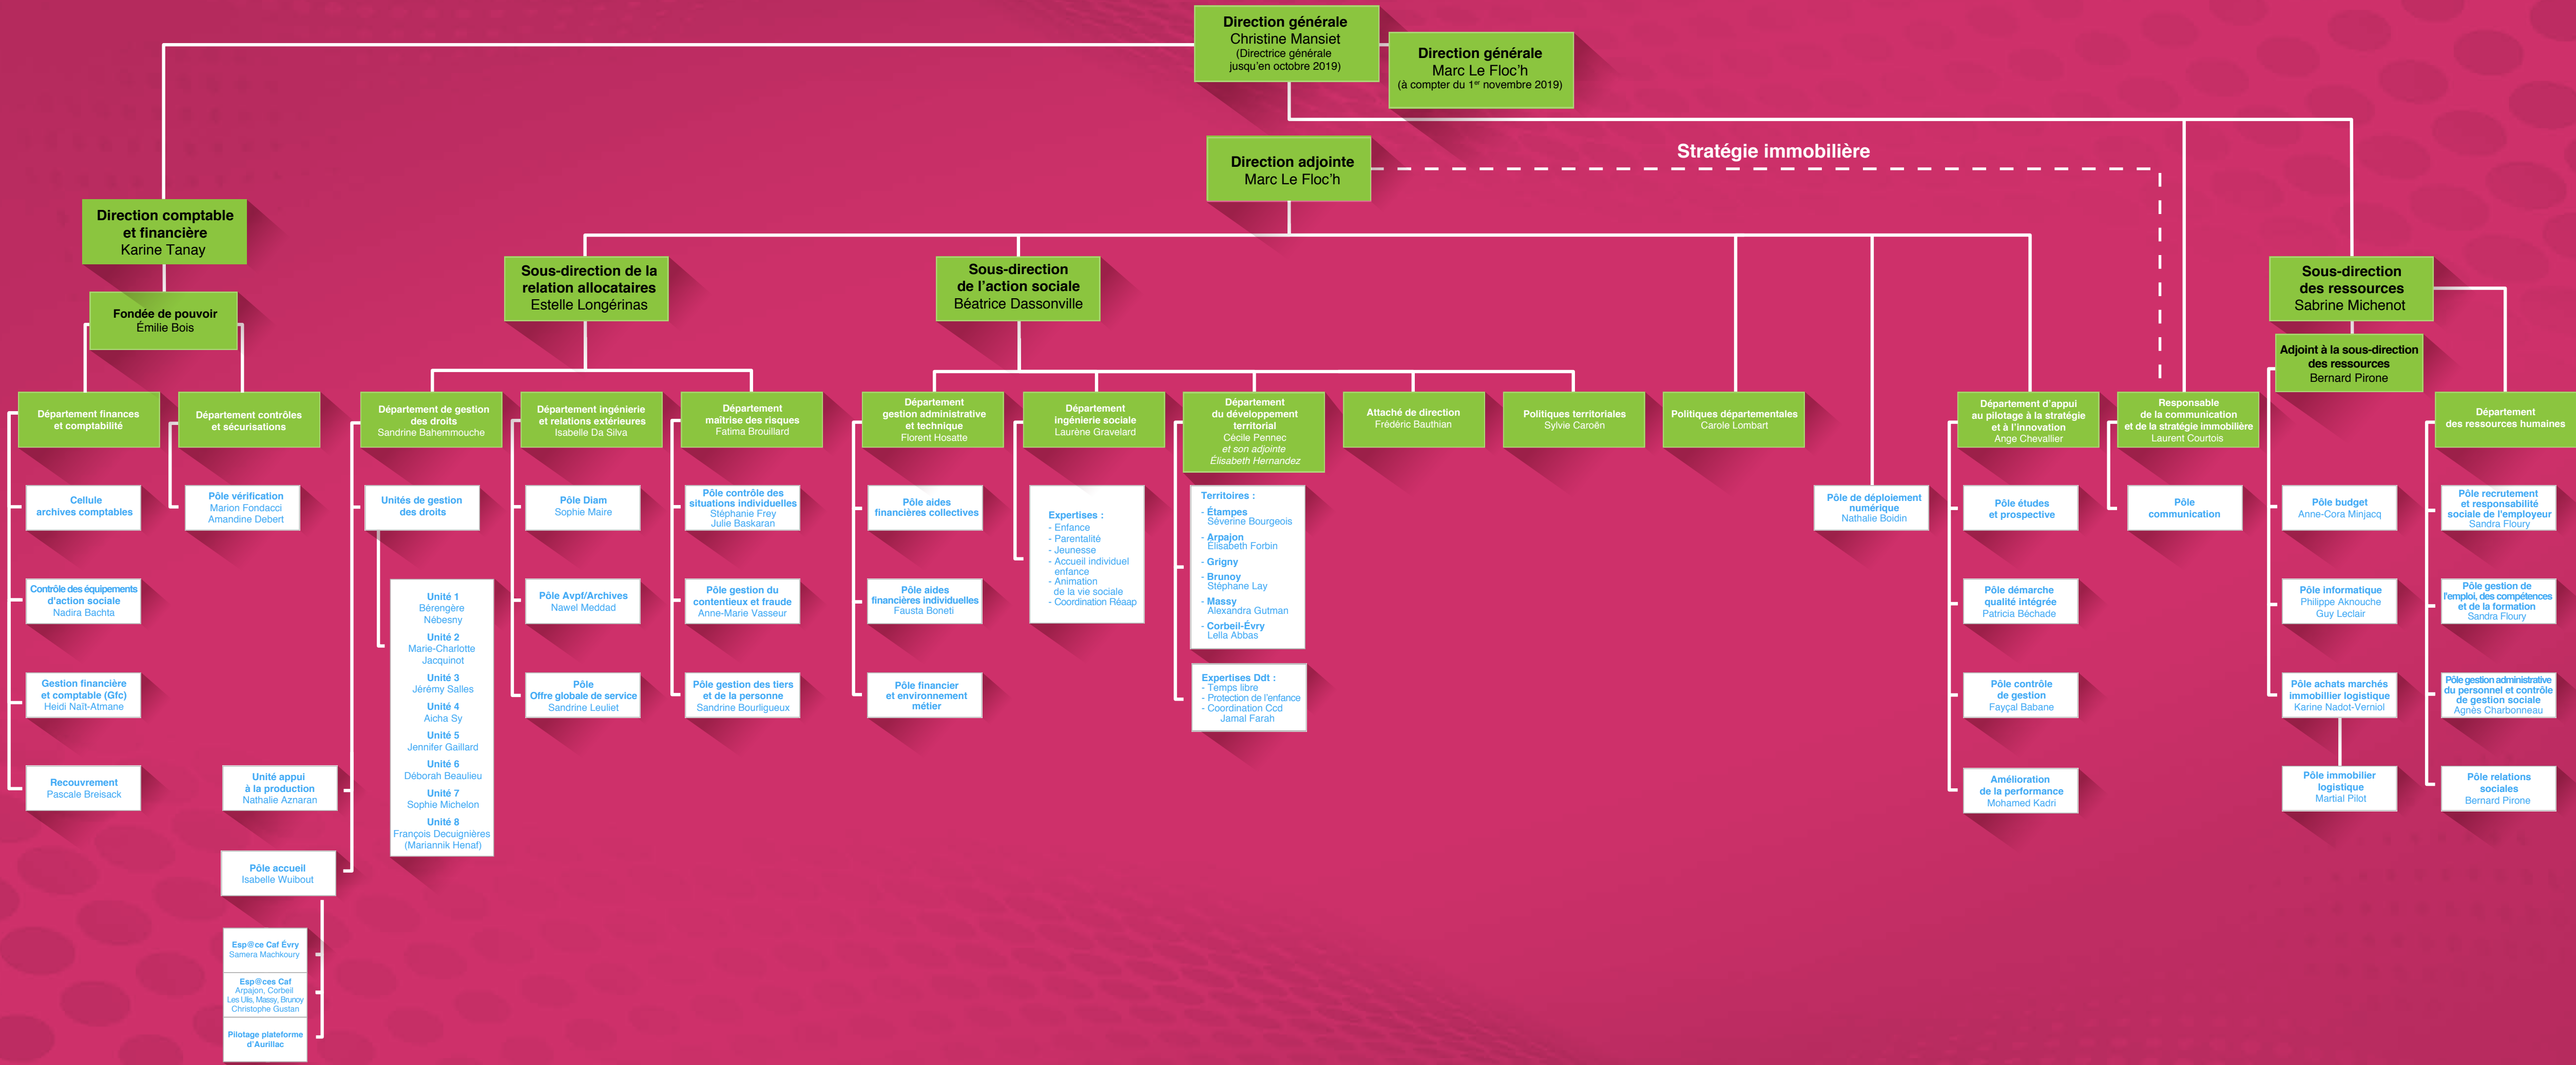 Direction générale
Christine Mansiet
(Directrice générale
jusqu'en octobre 2019)
Direction générale
Marc Le Floc'h
(à compter du 1er novembre 2019)
Direction adjointe
Marc Le Floc'h
Stratégie immobilière
Direction comptable
et financière
Karine Tanay
Fondée de pouvoir
Émilie Bois
Département finances
et comptabilité
Cellule
archives comptables
Contrôle des équipements
d'action sociale
Nadira Bachta
Gestion financière
et comptable (Gfc)
Heidi Naït-Atmane
Recouvrement
Pascale Breisack
Département contrôles
et sécurisations
Pôle vérification
Marion Fondacci
Amandine Debert
Sous-direction de la
relation allocataires
Estelle Longérinas
Département de gestion
des droits
Sandrine Bahemmouche
Unités de gestion
des droits
Unité 1
Bérengère
Nébesny
Unité 2
Marie-Charlotte
Jacquinot
Unité 3
Jérémy Salles
Unité 4
Aicha Sy
Unité 5
Jennifer Gaillard
Unité 6
Déborah Beaulieu
Unité 7
Sophie Michelon
Unité 8
François Decuignières
(Mariannik Henaf)
Unité appui
à la production
Nathalie Aznaran
Pôle accueil
Isabelle Wuibout
Esp@ce Caf Évry
Samera Machkoury
Esp@ces Caf
Arpajon, Corbeil
Les Ulis, Massy, Brunoy
Christophe Gustan
Pilotage plateforme
d'Aurillac
Département ingénierie
et relations extérieures
Isabelle Da Silva
Pôle Diam
Sophie Maire
Pôle Avpf/Archives
Nawel Meddad
Pôle
Offre globale de service
Sandrine Leuliet
Département
maîtrise des risques
Fatima Brouillard
Pôle contrôle des
situations individuelles
Stéphanie Frey
Julie Baskaran
Pôle gestion du
contentieux et fraude
Anne-Marie Vasseur
Pôle gestion des tiers
et de la personne
Sandrine Bourligueux
Sous-direction
de l'action sociale
Béatrice Dassonville
Département
gestion administrative
et technique
Florent Hosatte
Pôle aides
financières collectives
Pôle aides
financières individuelles
Fausta Boneti
Pôle financier
et environnement
métier
Département
ingénierie sociale
Laurène Gravelard
Expertises :
- Enfance
- Parentalité
- Jeunesse
- Accueil individuel
enfance
- Animation
de la vie sociale
- Coordination Réaap
Département
du développement
territorial
Cécile Pennec
et son adjointe
Élisabeth Hernandez
Territoires :
- Étampes
Séverine Bourgeois
- Arpajon
Élisabeth Forbin
- Grigny
- Brunoy
Stéphane Lay
- Massy
Alexandra Gutman
- Corbeil-Évry
Lella Abbas
Expertises Ddt :
- Temps libre
- Protection de l'enfance
- Coordination Ccd
Jamal Farah
Attaché de direction
Frédéric Bauthian
Politiques territoriales
Sylvie Caroën
Politiques départementales
Carole Lombart
Pôle de déploiement
numérique
Nathalie Boidin
Département d'appui
au pilotage à la stratégie
et à l'innovation
Ange Chevallier
Pôle études
et prospective
Pôle démarche
qualité intégrée
Patricia Béchade
Pôle contrôle
de gestion
Fayçal Babane
Amélioration
de la performance
Mohamed Kadri
Responsable
de la communication
et de la stratégie immobilière
Laurent Courtois
Pôle
communication
Sous-direction
des ressources
Sabrine Michenot
Adjoint à la sous-direction
des ressources
Bernard Pirone
Pôle budget
Anne-Cora Minjacq
Pôle informatique
Philippe Aknouche
Guy Leclair
Pôle achats marchés
immobillier logistique
Karine Nadot-Verniol
Pôle immobilier
logistique
Martial Pilot
Département
des ressources humaines
Pôle recrutement
et responsabilité
sociale de l'employeur
Sandra Floury
Pôle gestion de
l'emploi, des compétences
et de la formation
Sandra Floury
Pôle gestion administrative
du personnel et contrôle
de gestion sociale
Agnès Charbonneau
Pôle relations
sociales
Bernard Pirone